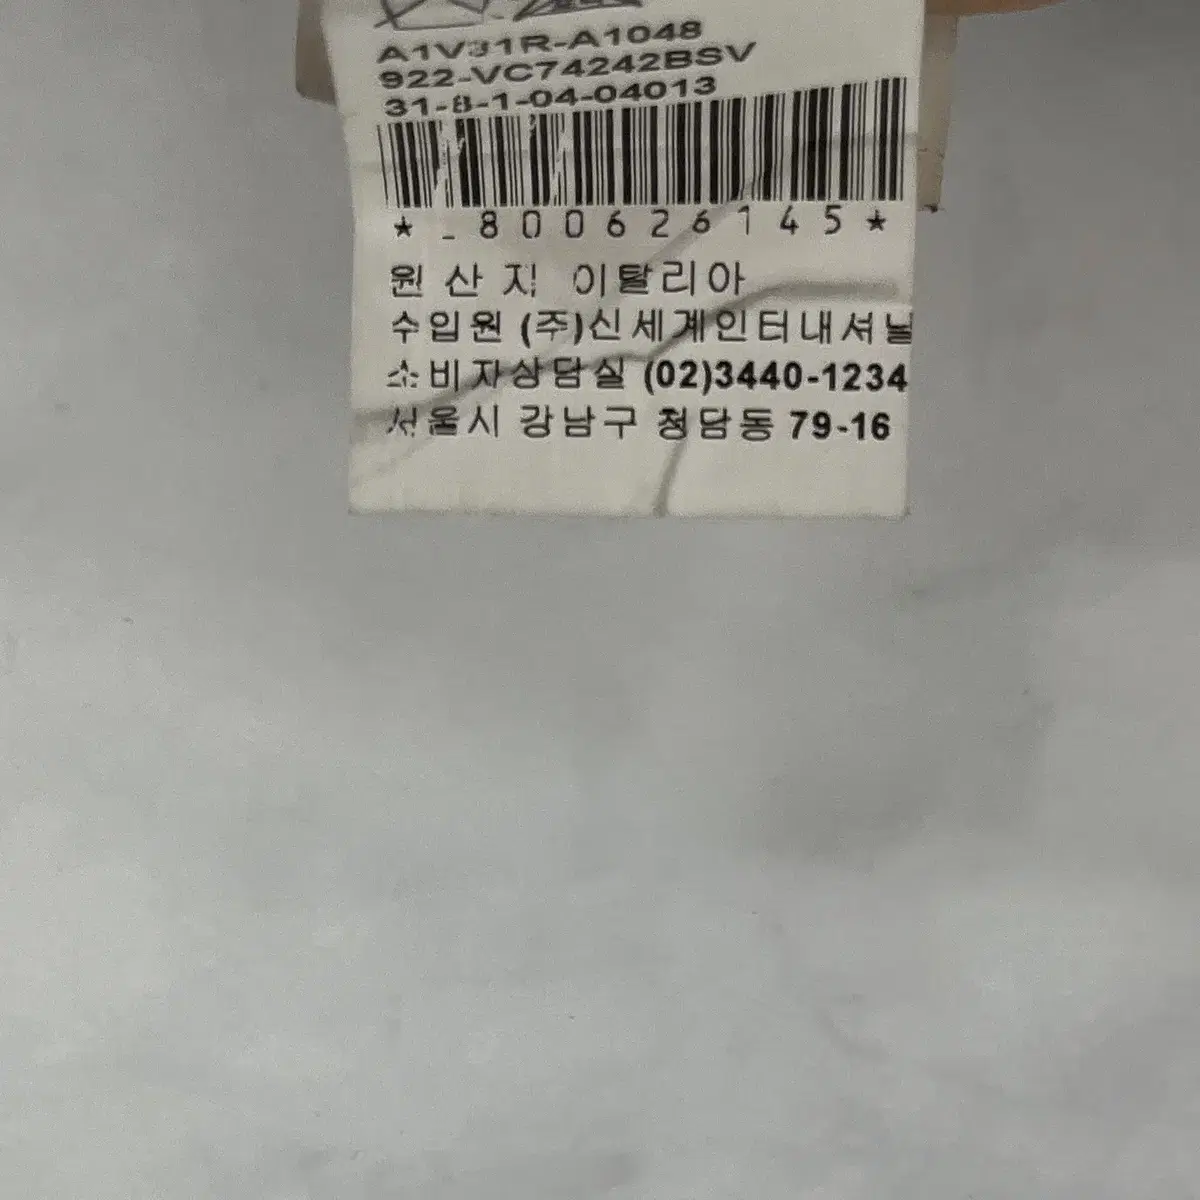 A1V31R-A1048
922-VC74242BSV
31-8-1-04-04013
*-800626145*
원산지 이탈리아
수입원 (주)신세계인터내셔널
소비자상담실 (02)3440-1234
서울시 강남구 청담동 79-16